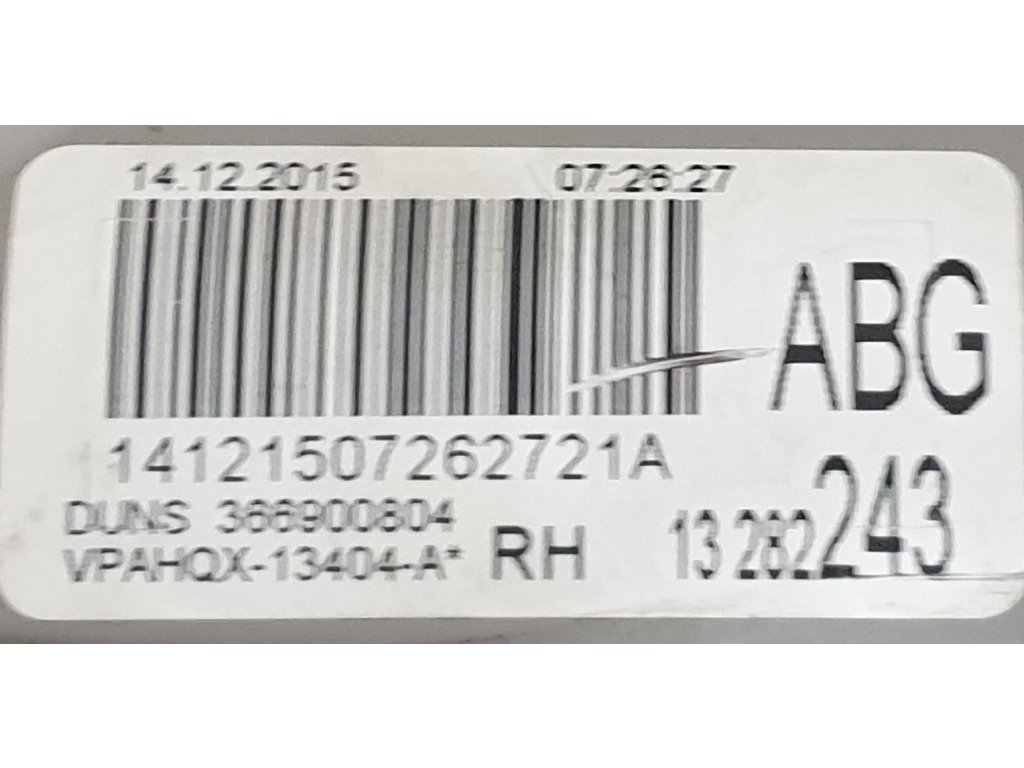 14.12.2015 07:26:27
ABG
14121507262721A
DUNS 366900804
VPAHQX-13404-A* RH 13 282 243